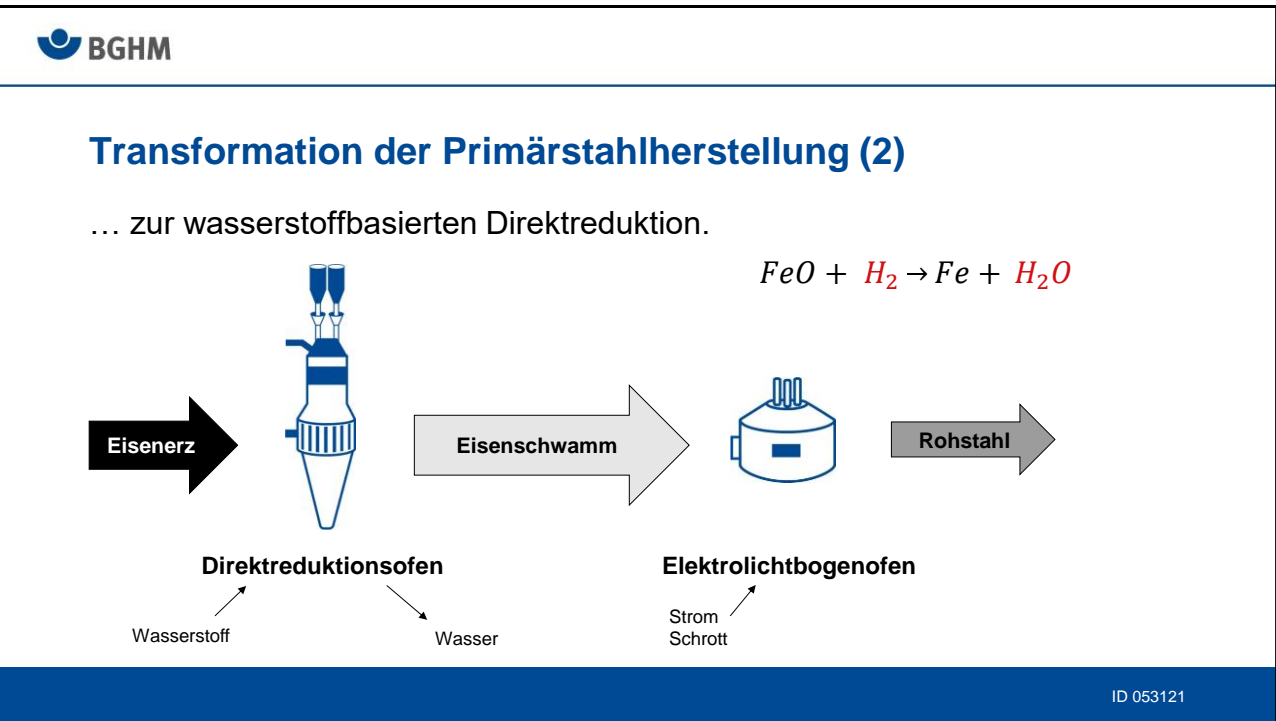 BGHM
Transformation der Primärstahlherstellung (2)
… zur wasserstoffbasierten Direktreduktion.
FeO + H₂ → Fe + H₂O
Eisenerz
Eisenschwamm
Rohstahl
Direktreduktionsofen
Elektrolichtbogenofen
Wasserstoff
Wasser
Strom
Schrott
ID 053121